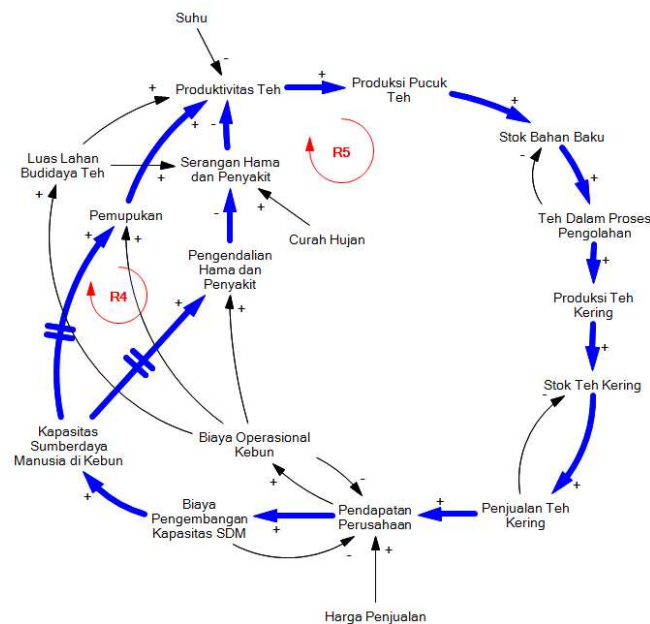 Suhu
-
+
+
Produktivitas Teh
+
Produksi Pucuk
Teh
+
Stok Bahan Baku
+
-
R5
-
+
Luas Lahan
Budidaya Teh
+
+
Serangan Hama
dan Penyakit
+
-
+
Teh Dalam Proses
Pengolahan
Pemupukan
+
+
Curah Hujan
+
Pengendalian
Hama dan
Penyakit
+
+
R4
Produksi Teh
Kering
+
Stok Teh Kering
-
+
Kapasitas
Sumberdaya
Manusia di Kebun
+
Biaya Operasional
Kebun
+
-
Biaya
Pengembangan
Kapasitas SDM
+
Pendapatan
Perusahaan
+
Penjualan Teh
Kering
-
+
Harga Penjualan